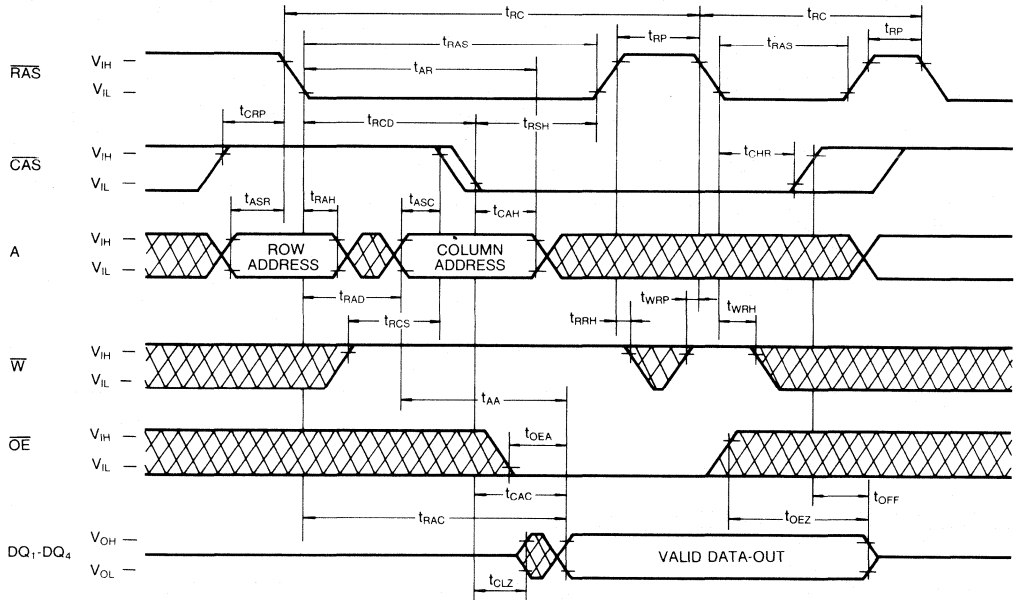 tRC tRC
tRAS tRP tRAS tRP
RAS VIH tAR
VIL
tCRP tRCD tRSH
CAS VIH tCHR
VIL
tASR tRAH tASC tCAH
A VIH ROW ADDRESS COLUMN ADDRESS
VIL
tRAD tWRP
tRCS tRRH tWRH
W VIH
VIL
tAA
OE VIH tOEA
VIL
tCAC tOFF
tRAC tOEZ
DQ1-DQ4 VOH VALID DATA-OUT
VOL
tCLZ